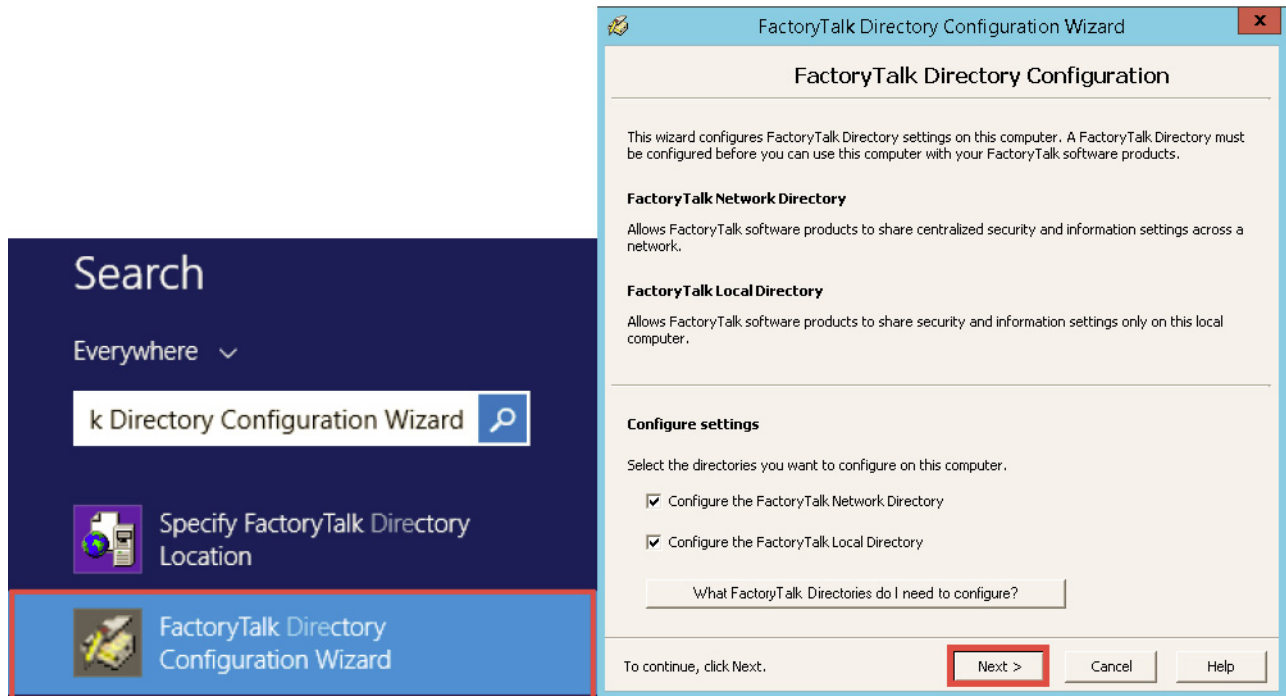 Search
Everywhere
k Directory Configuration Wizard
Specify FactoryTalk Directory
Location
FactoryTalk Directory
Configuration Wizard
FactoryTalk Directory Configuration Wizard
x
FactoryTalk Directory Configuration
This wizard configures FactoryTalk Directory settings on this computer. A FactoryTalk Directory must
be configured before you can use this computer with your FactoryTalk software products.
FactoryTalk Network Directory
Allows FactoryTalk software products to share centralized security and information settings across a
network.
FactoryTalk Local Directory
Allows FactoryTalk software products to share security and information settings only on this local
computer.
Configure settings
Select the directories you want to configure on this computer.
Configure the FactoryTalk Network Directory
Configure the FactoryTalk Local Directory
What FactoryTalk Directories do I need to configure?
To continue, click Next.
Next >
Cancel
Help